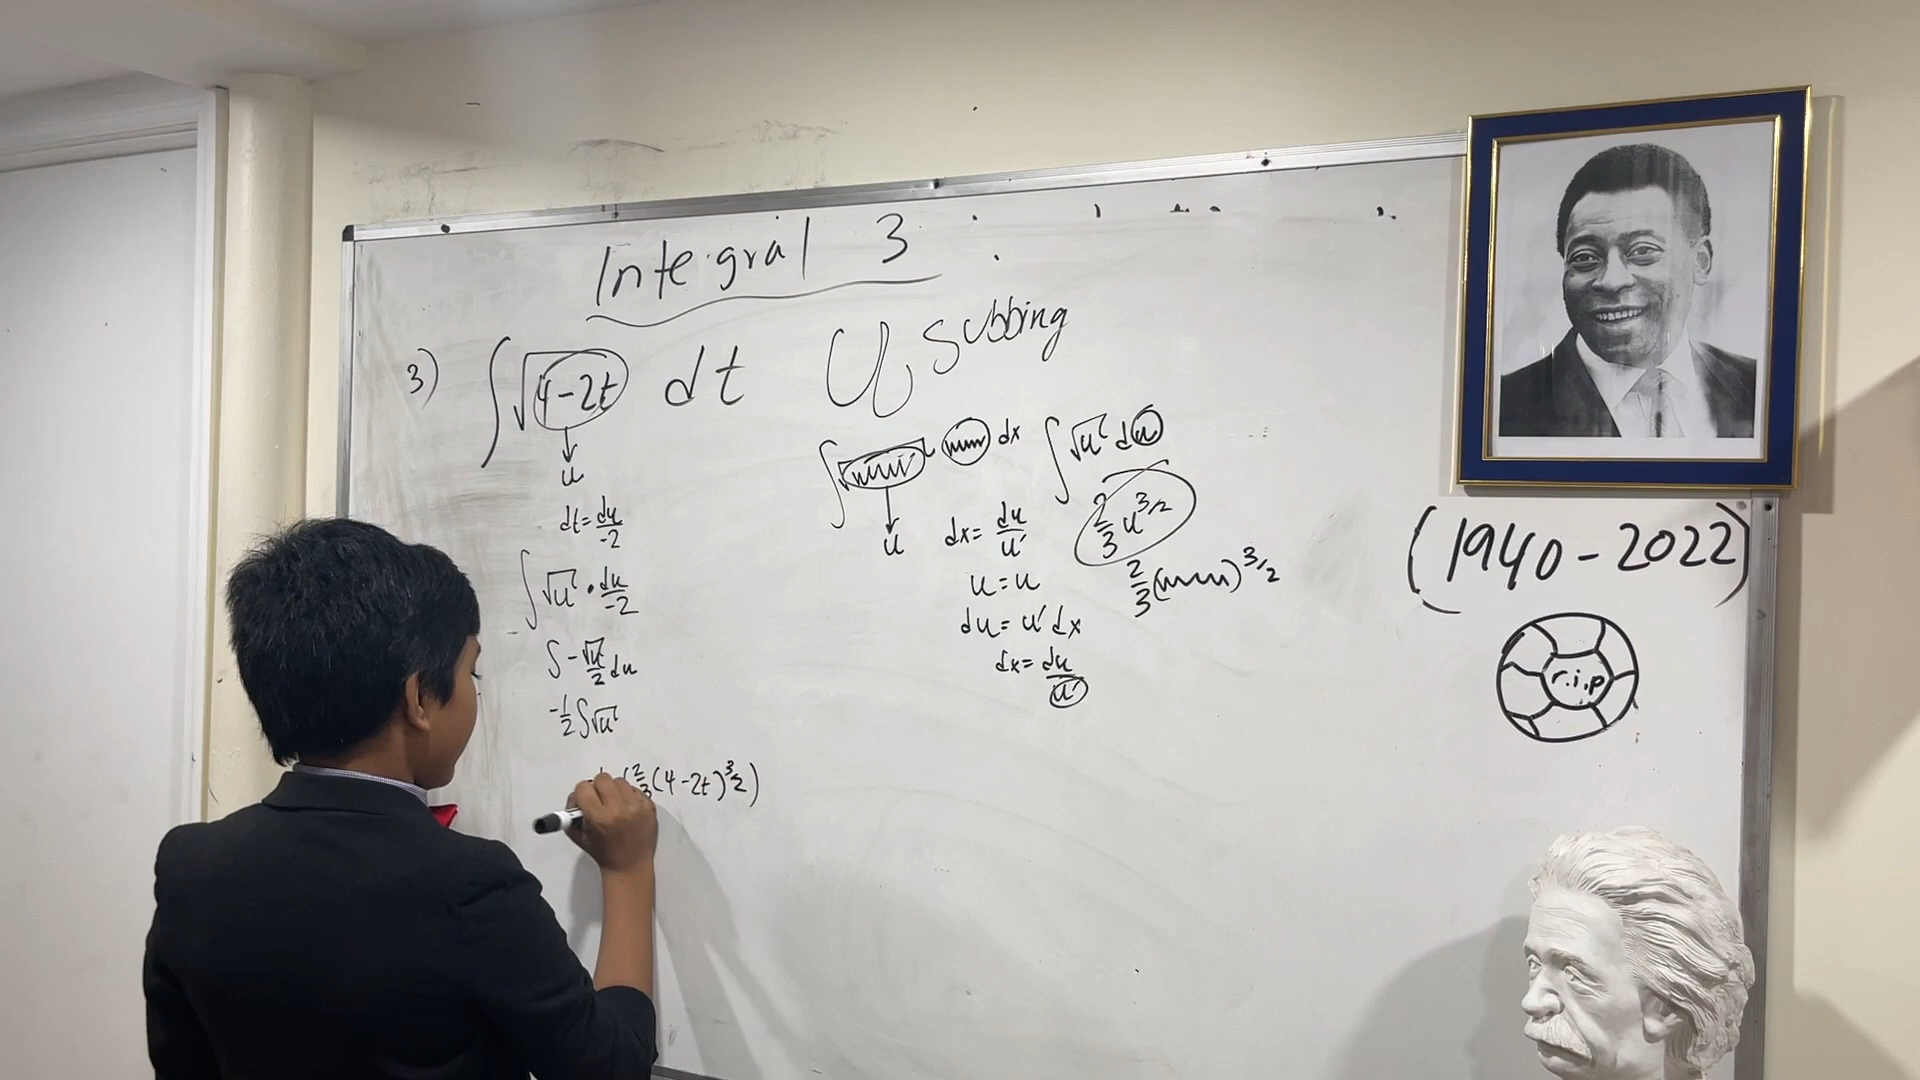 Integral 3
3) ∫√(4-2t) dt
U Subbing
u
dt = du/-2
∫√u · du/-2
∫ -√u/2 du
-1/2 ∫√u
(2/3(4-2t)^3/2)
dx
u
dx = du/u'
u = u
du = u' dx
dx = du/u'
∫√u du
2/3 u^3/2
2/3( )^3/2
(1940-2022)
r.i.p